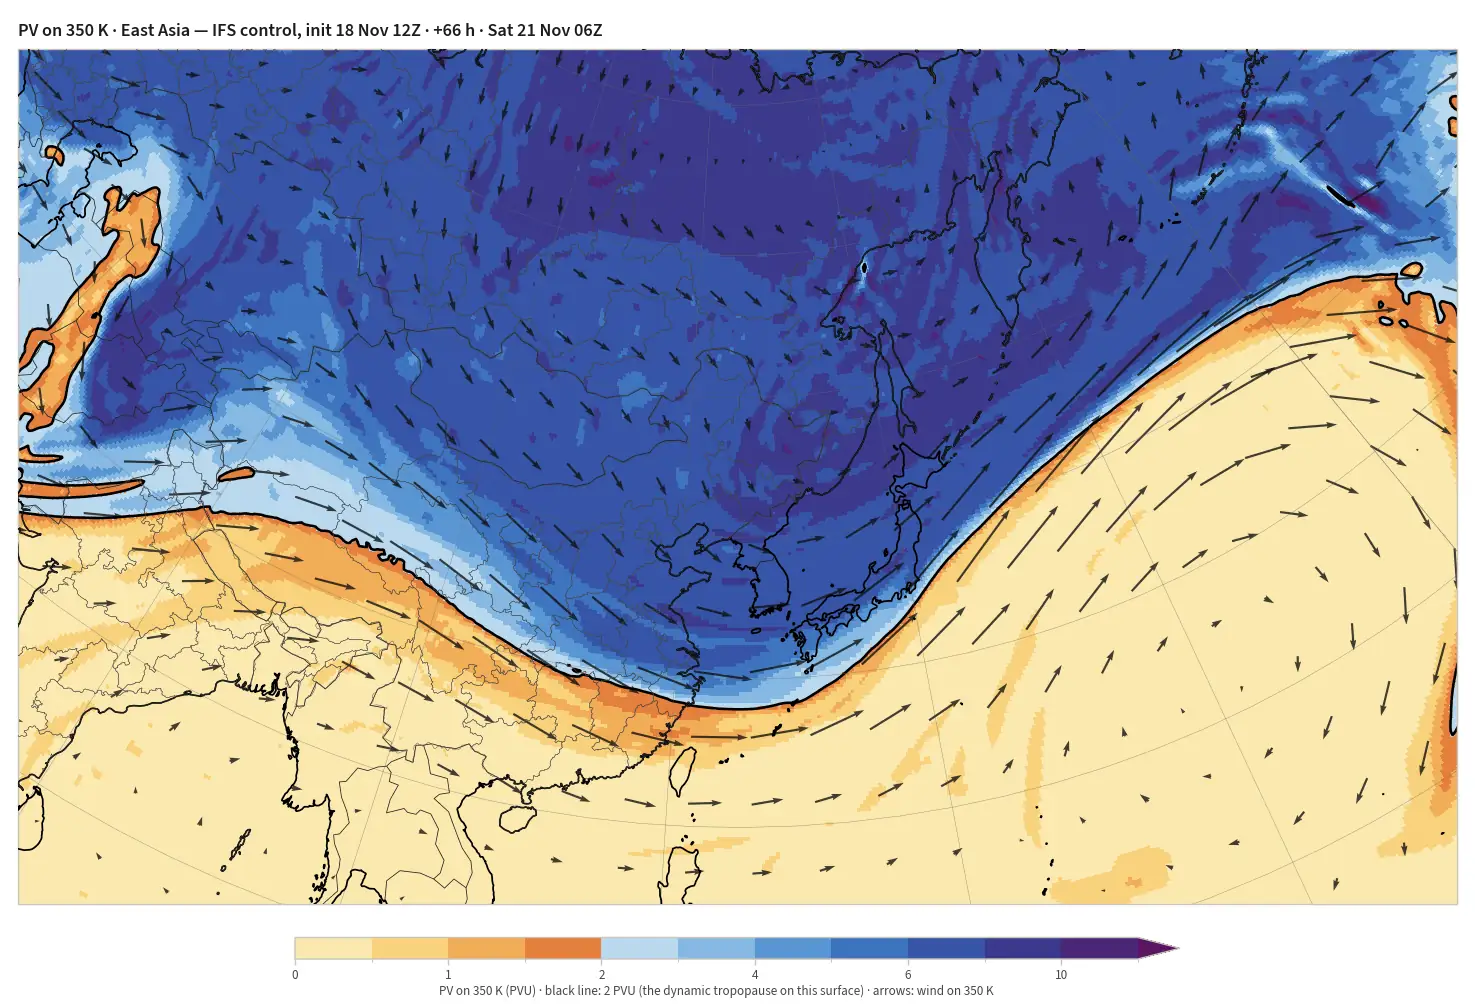 PV on 350 K · East Asia — IFS control, init 18 Nov 12Z · +66 h · Sat 21 Nov 06Z
0 1 2 4 6 10
PV on 350 K (PVU) · black line: 2 PVU (the dynamic tropopause on this surface) · arrows: wind on 350 K